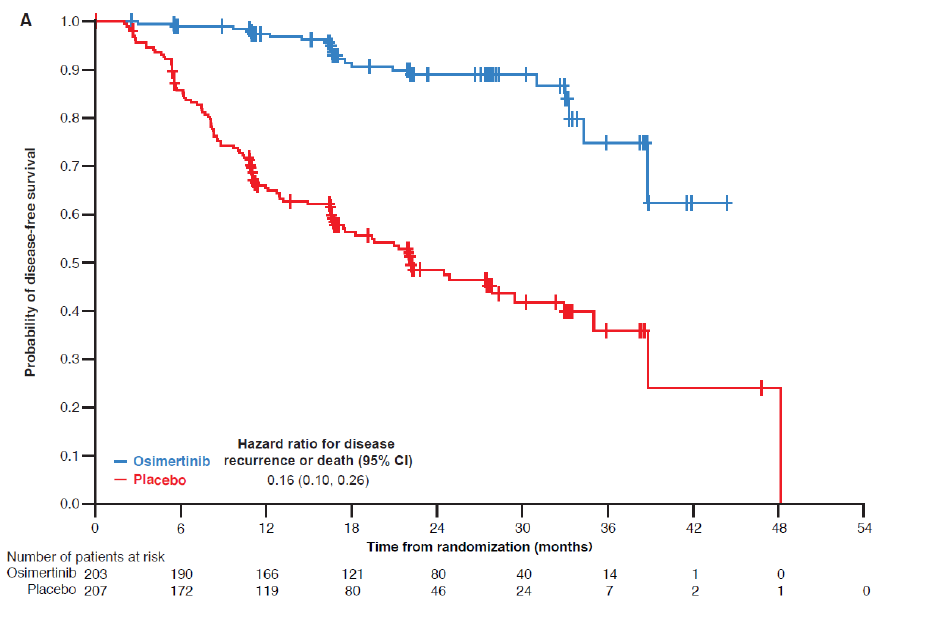 A
Probability of disease-free survival
1.0
0.9
0.8
0.7
0.6
0.5
0.4
0.3
0.2
0.1
0.0
Hazard ratio for disease
recurrence or death (95% CI)
Osimertinib
Placebo
0.16 (0.10, 0.26)
0 6 12 18 24 30 36 42 48 54
Time from randomization (months)
Number of patients at risk
Osimertinib 203 190 166 121 80 40 14 1 0
Placebo 207 172 119 80 46 24 7 2 1 0